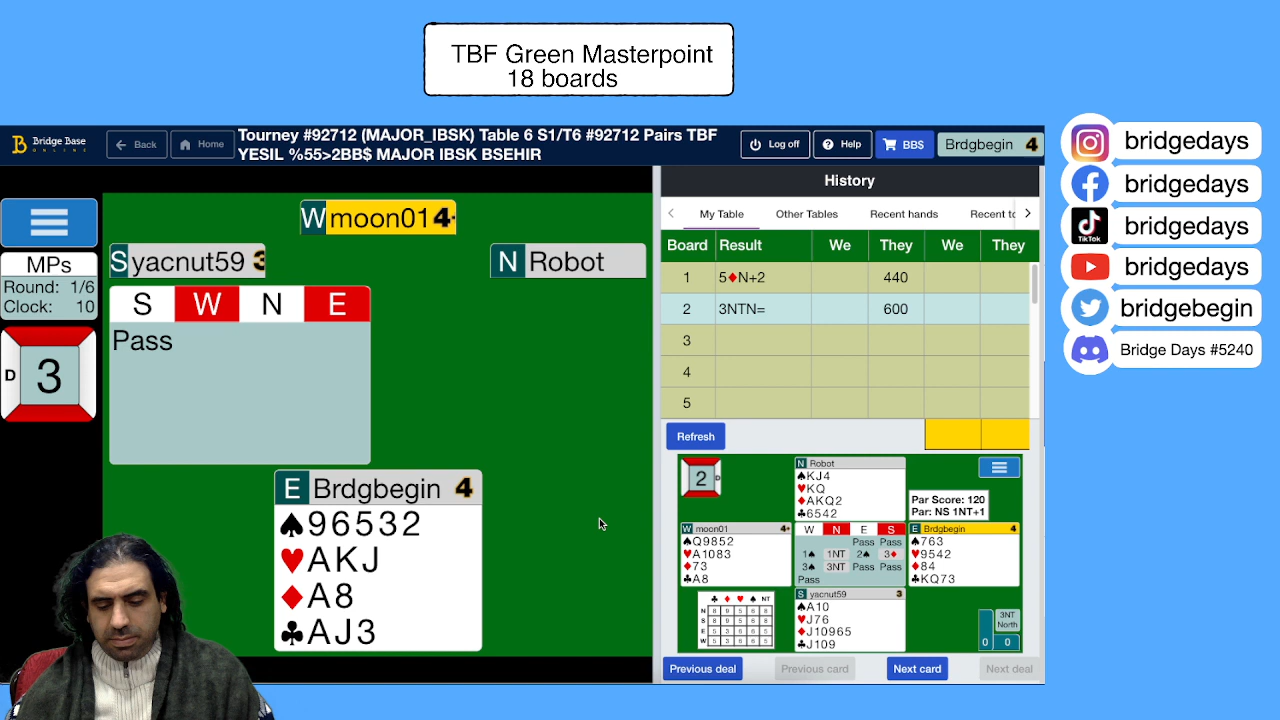 TBF Green Masterpoint
18 boards
Bridge Base
ONLINE
Back
Home
Tourney #92712 (MAJOR_IBSK) Table 6 S1/T6 #92712 Pairs TBF
YESIL %55>2BB$ MAJOR IBSK BSEHIR
Log off
Help
BB$
Brdgbegin 4
MPs
Round: 1/6
Clock: 10
D 3
W moon01 4
S yacnut59 3
N Robot
S W N E
Pass
E Brdgbegin 4
♠96532
♥AKJ
♦A8
♣AJ3
History
My Table
Other Tables
Recent hands
Recent to
Board Result We They We They
1 5♦N+2 440
2 3NTN= 600
3
4
5
Refresh
2 D
N Robot
♠KJ4
♥KQ
♦AKQ2
♣6542
Par Score: 120
Par: NS 1NT+1
W moon01 4
♠Q9852
♥A1083
♦73
♣A8
W N E S
Pass Pass
1♠ 1NT 2♠ 3♦
3♠ 3NT Pass Pass
Pass
E Brdgbegin 4
♠763
♥9542
♦84
♣KQ73
S yacnut59 3
♠A10
♥J76
♦J10965
♣J109
♣ ♦ ♥ ♠ NT
N
S
E
W
3NT
North
0 0
Previous deal
Previous card
Next card
Next deal
bridgedays
bridgedays
TikTok
bridgedays
bridgedays
bridgebegin
Bridge Days #5240